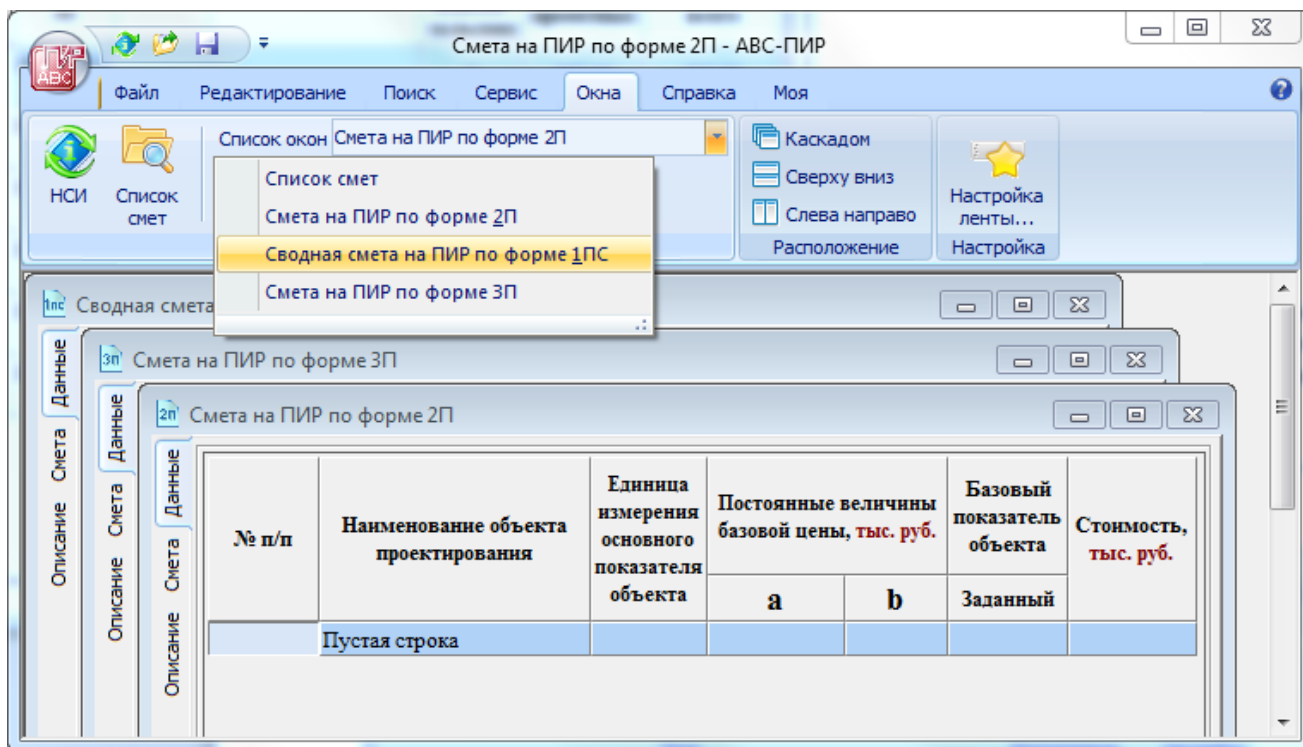 Смета на ПИР по форме 2П - АВС-ПИР
ПИР
АВС
Файл Редактирование Поиск Сервис Окна Справка Моя
НСИ
Список
смет
Список окон Смета на ПИР по форме 2П
Список смет
Смета на ПИР по форме 2П
Сводная смета на ПИР по форме 1ПС
Смета на ПИР по форме 3П
Каскадом
Сверху вниз
Слева направо
Расположение
Настройка
ленты...
Настройка
1пс Сводная смета
Данные
Смета
Описание
3п Смета на ПИР по форме 3П
Данные
Смета
Описание
2п Смета на ПИР по форме 2П
Данные
Смета
Описание
№ п/п
Наименование объекта
проектирования
Единица
измерения
основного
показателя
объекта
Постоянные величины
базовой цены, тыс. руб.
a b
Базовый
показатель
объекта
Заданный
Стоимость,
тыс. руб.
Пустая строка